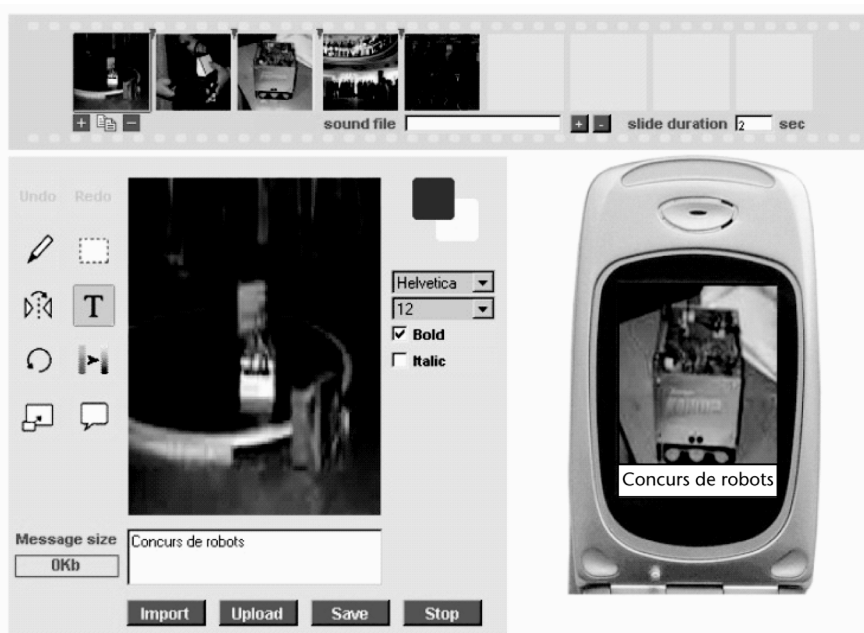 sound file
slide duration 2 sec
Undo Redo
T
Helvetica
12
Bold
Italic
Message size
0Kb
Concurs de robots
Import Upload Save Stop
Concurs de robots